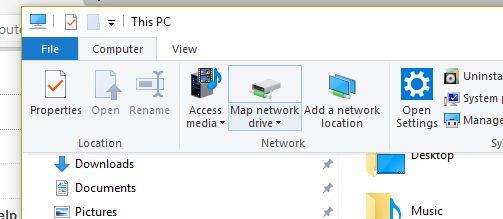 This PC
File Computer View
Properties Open Rename Access media Map network drive Add a network location Open Settings Uninsta
System p
Manage
Location Network Sy
Downloads Desktop
Documents
Pictures Music
elp